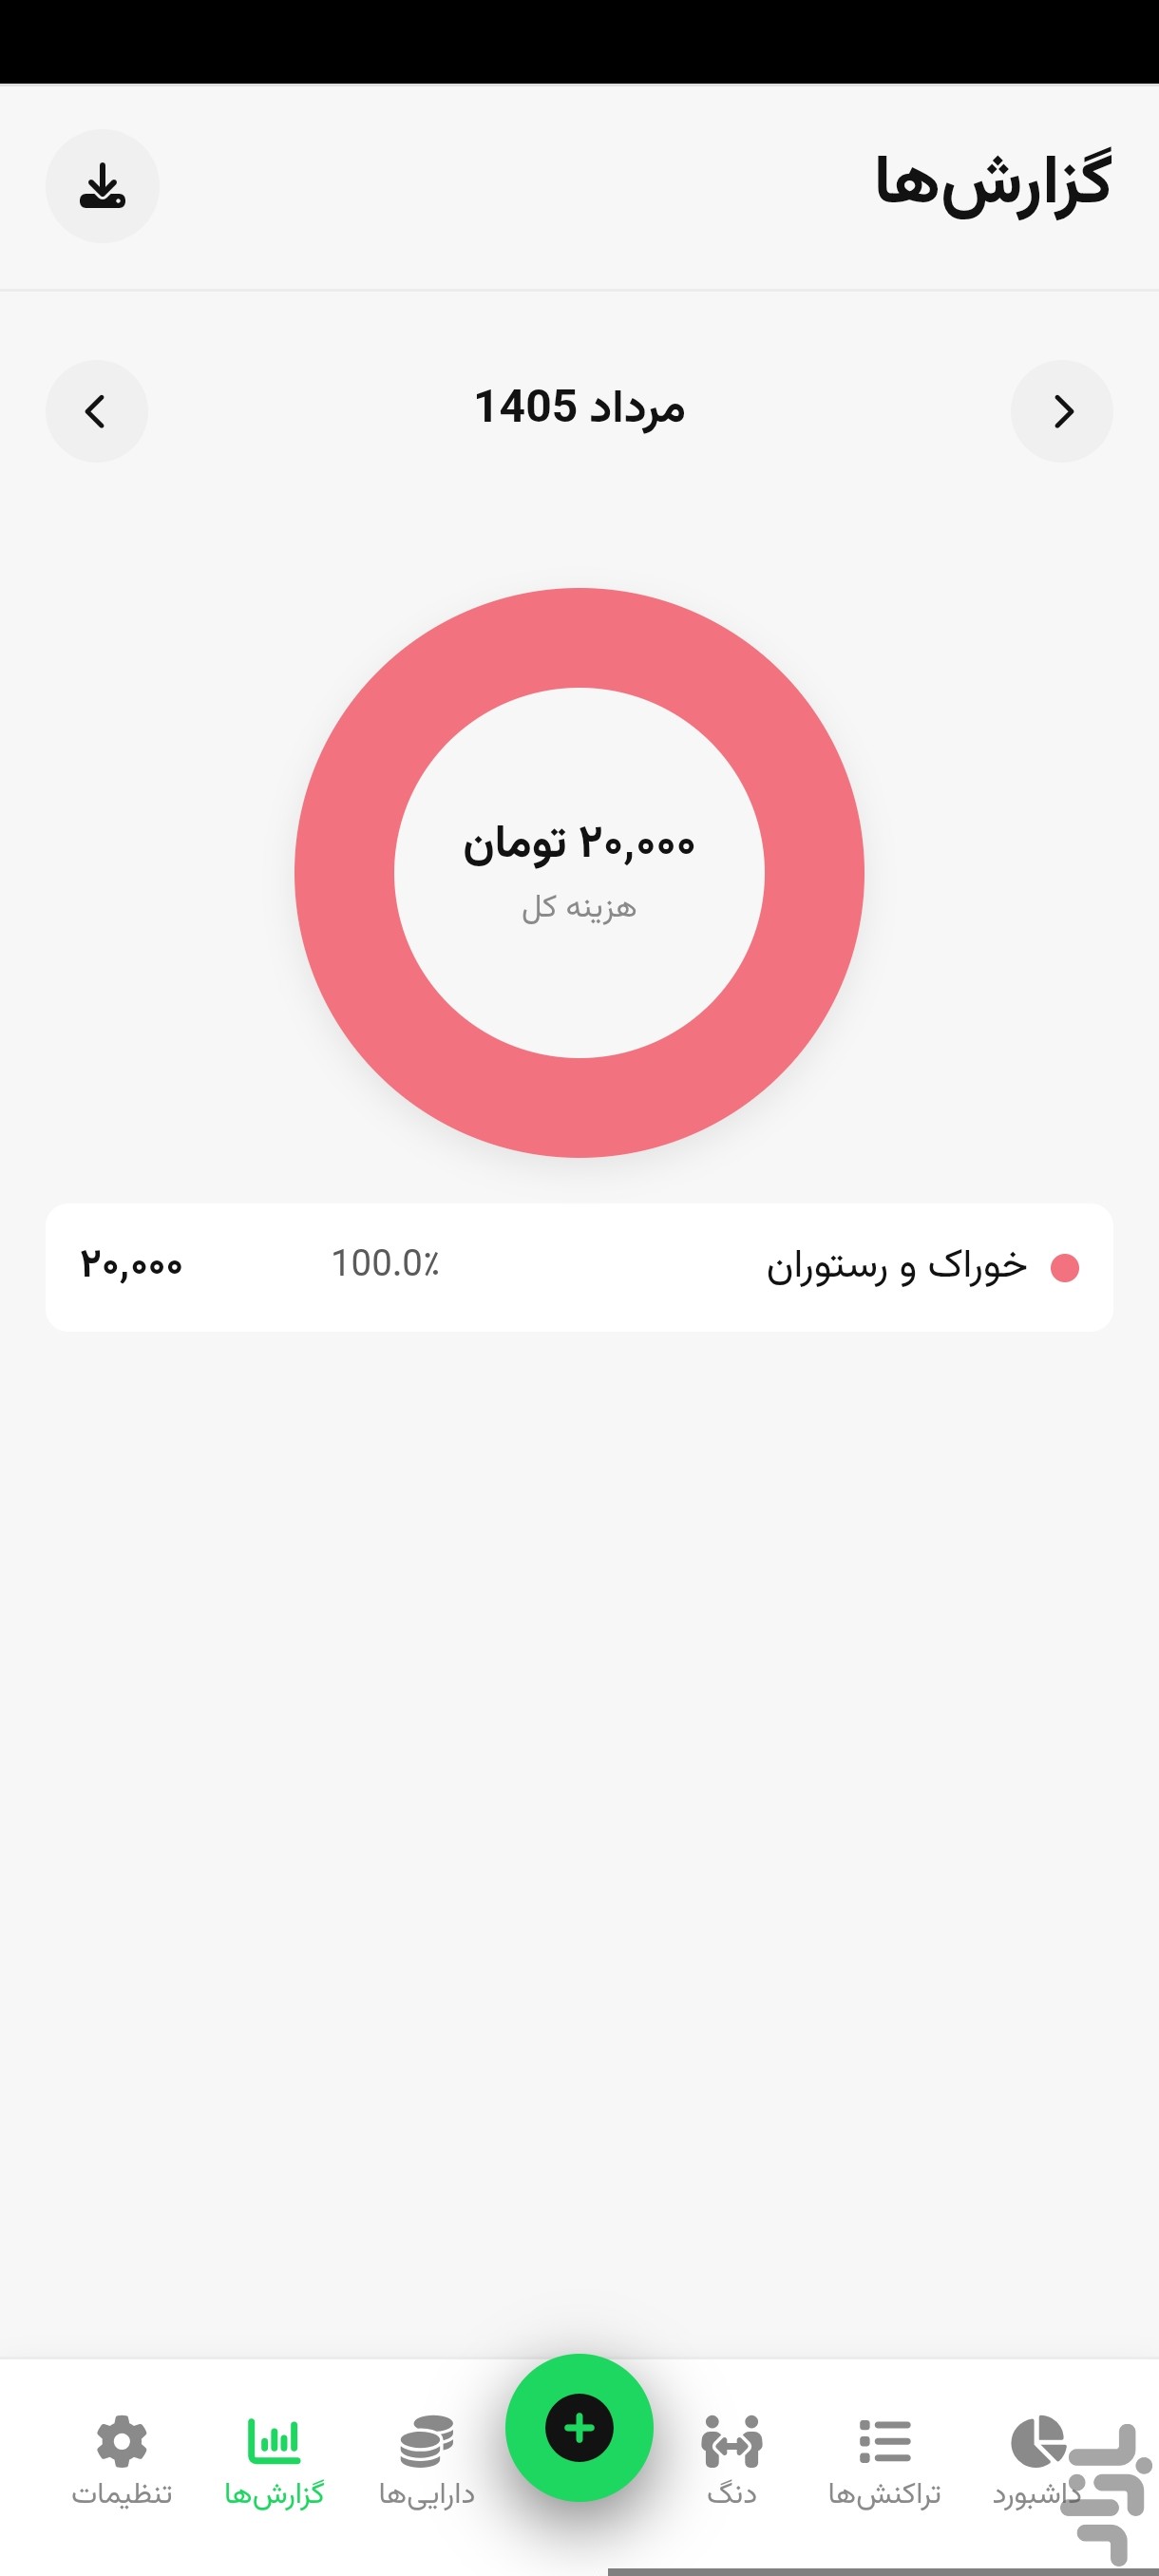 گزارش‌ها
مرداد 1405
۲۰,۰۰۰ تومان
هزینه کل
خوراک و رستوران 100.0٪ ۲۰,۰۰۰
داشبورد تراکنش‌ها دنگ دارایی‌ها گزارش‌ها تنظیمات